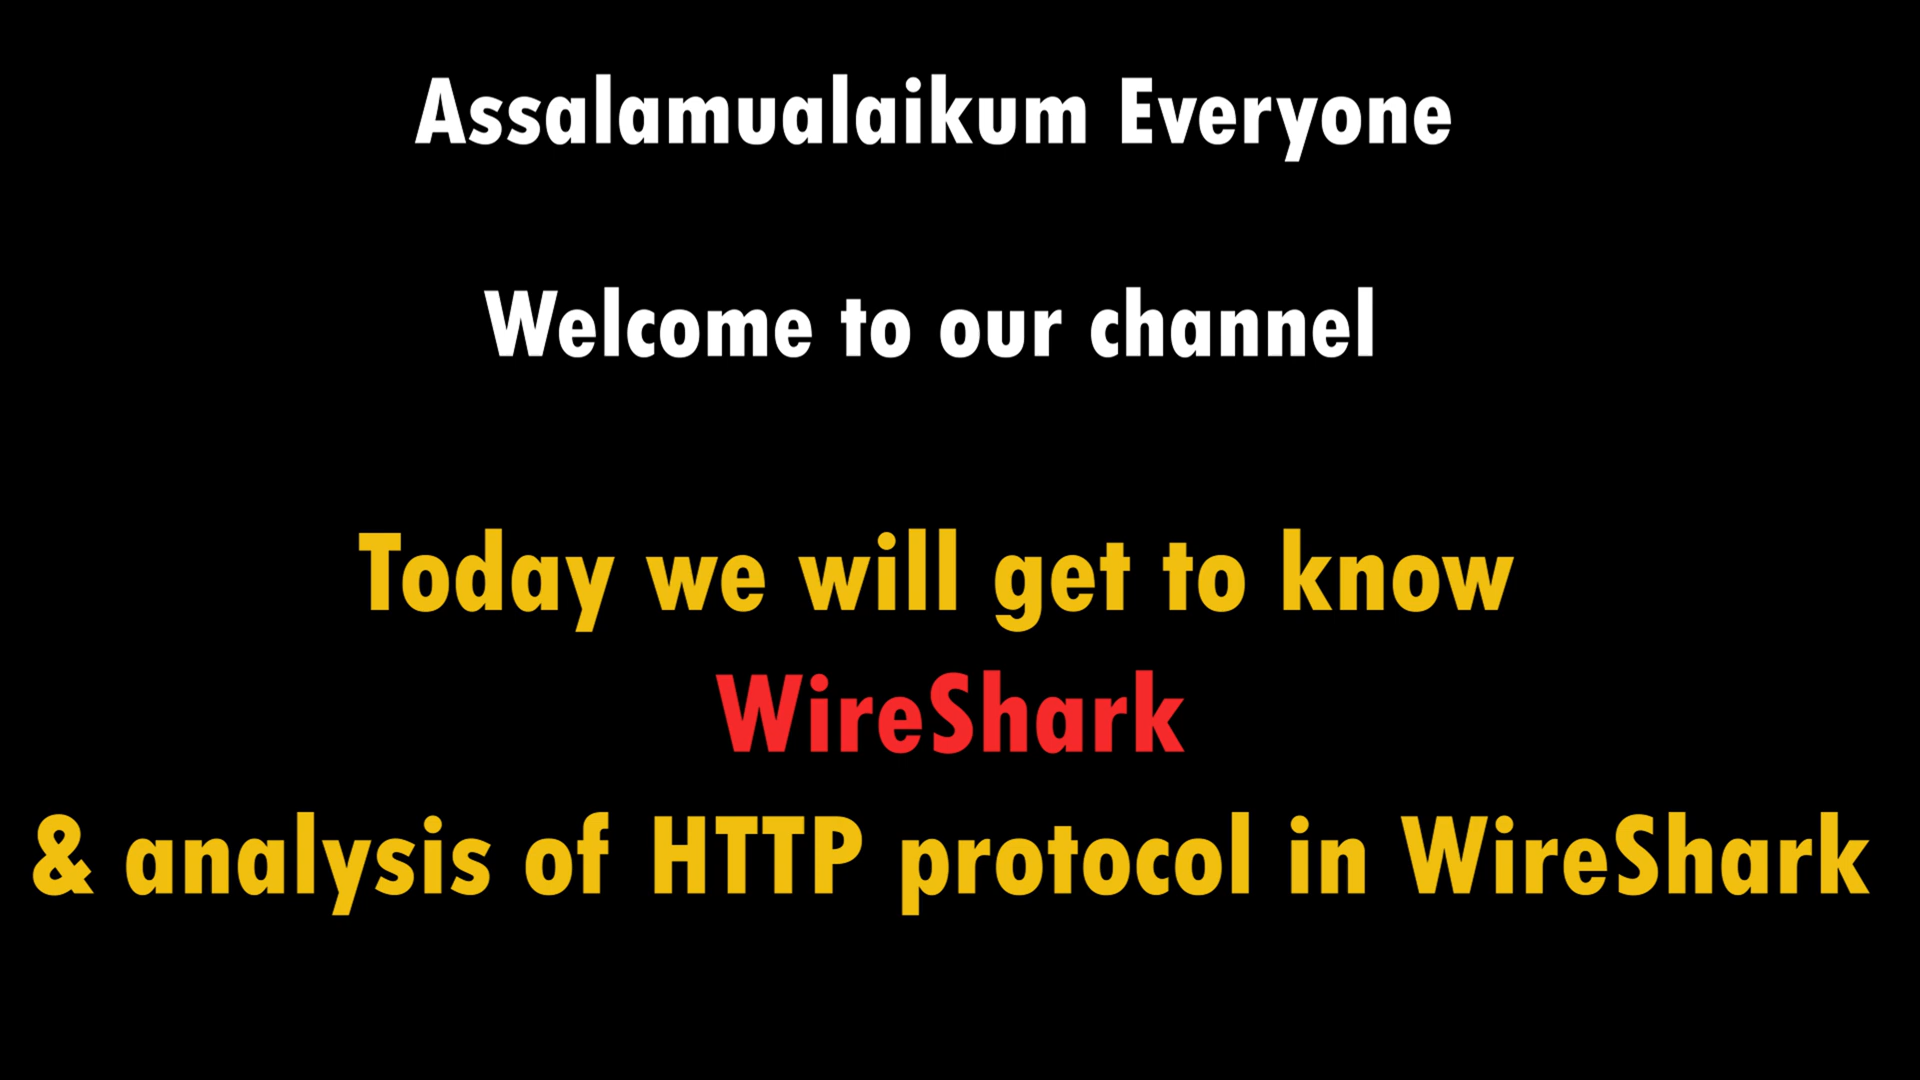 Assalamualaikum Everyone
Welcome to our channel
Today we will get to know
WireShark
& analysis of HTTP protocol in WireShark